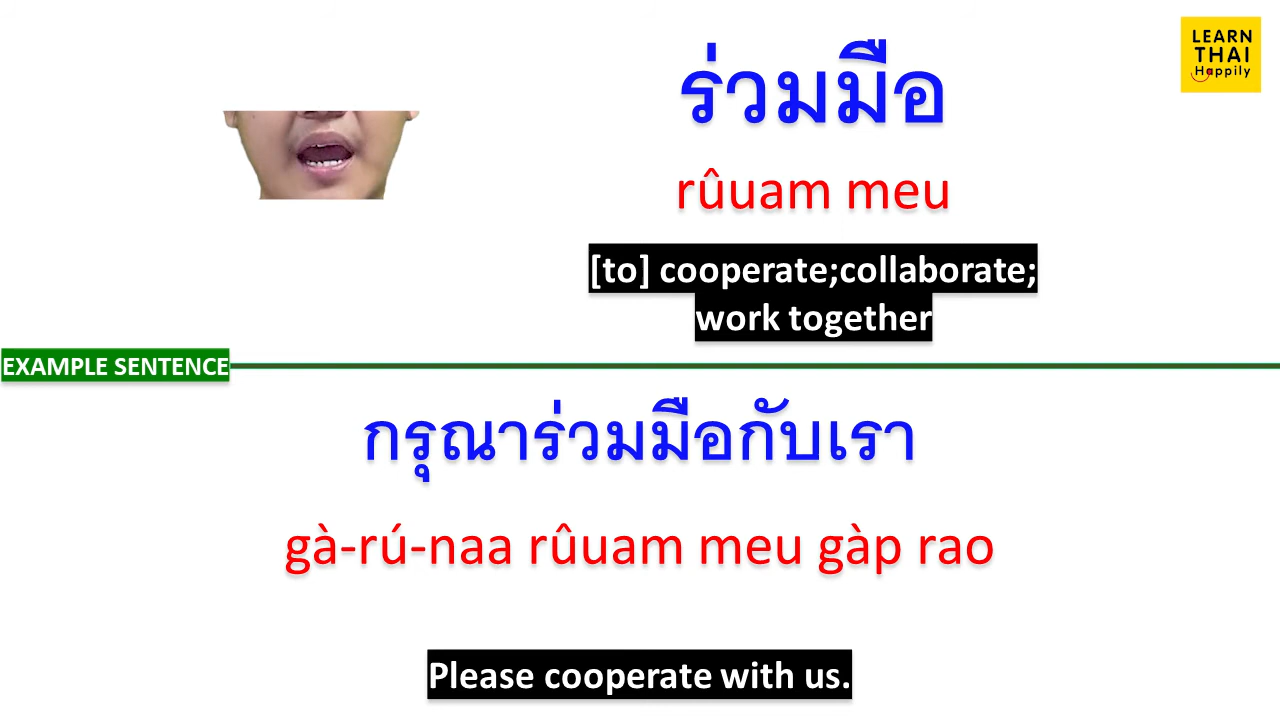 LEARN
THAI
Happily
ร่วมมือ
rûuam meu
[to] cooperate;collaborate;
work together
EXAMPLE SENTENCE
กรุณาร่วมมือกับเรา
gà-rú-naa rûuam meu gàp rao
Please cooperate with us.